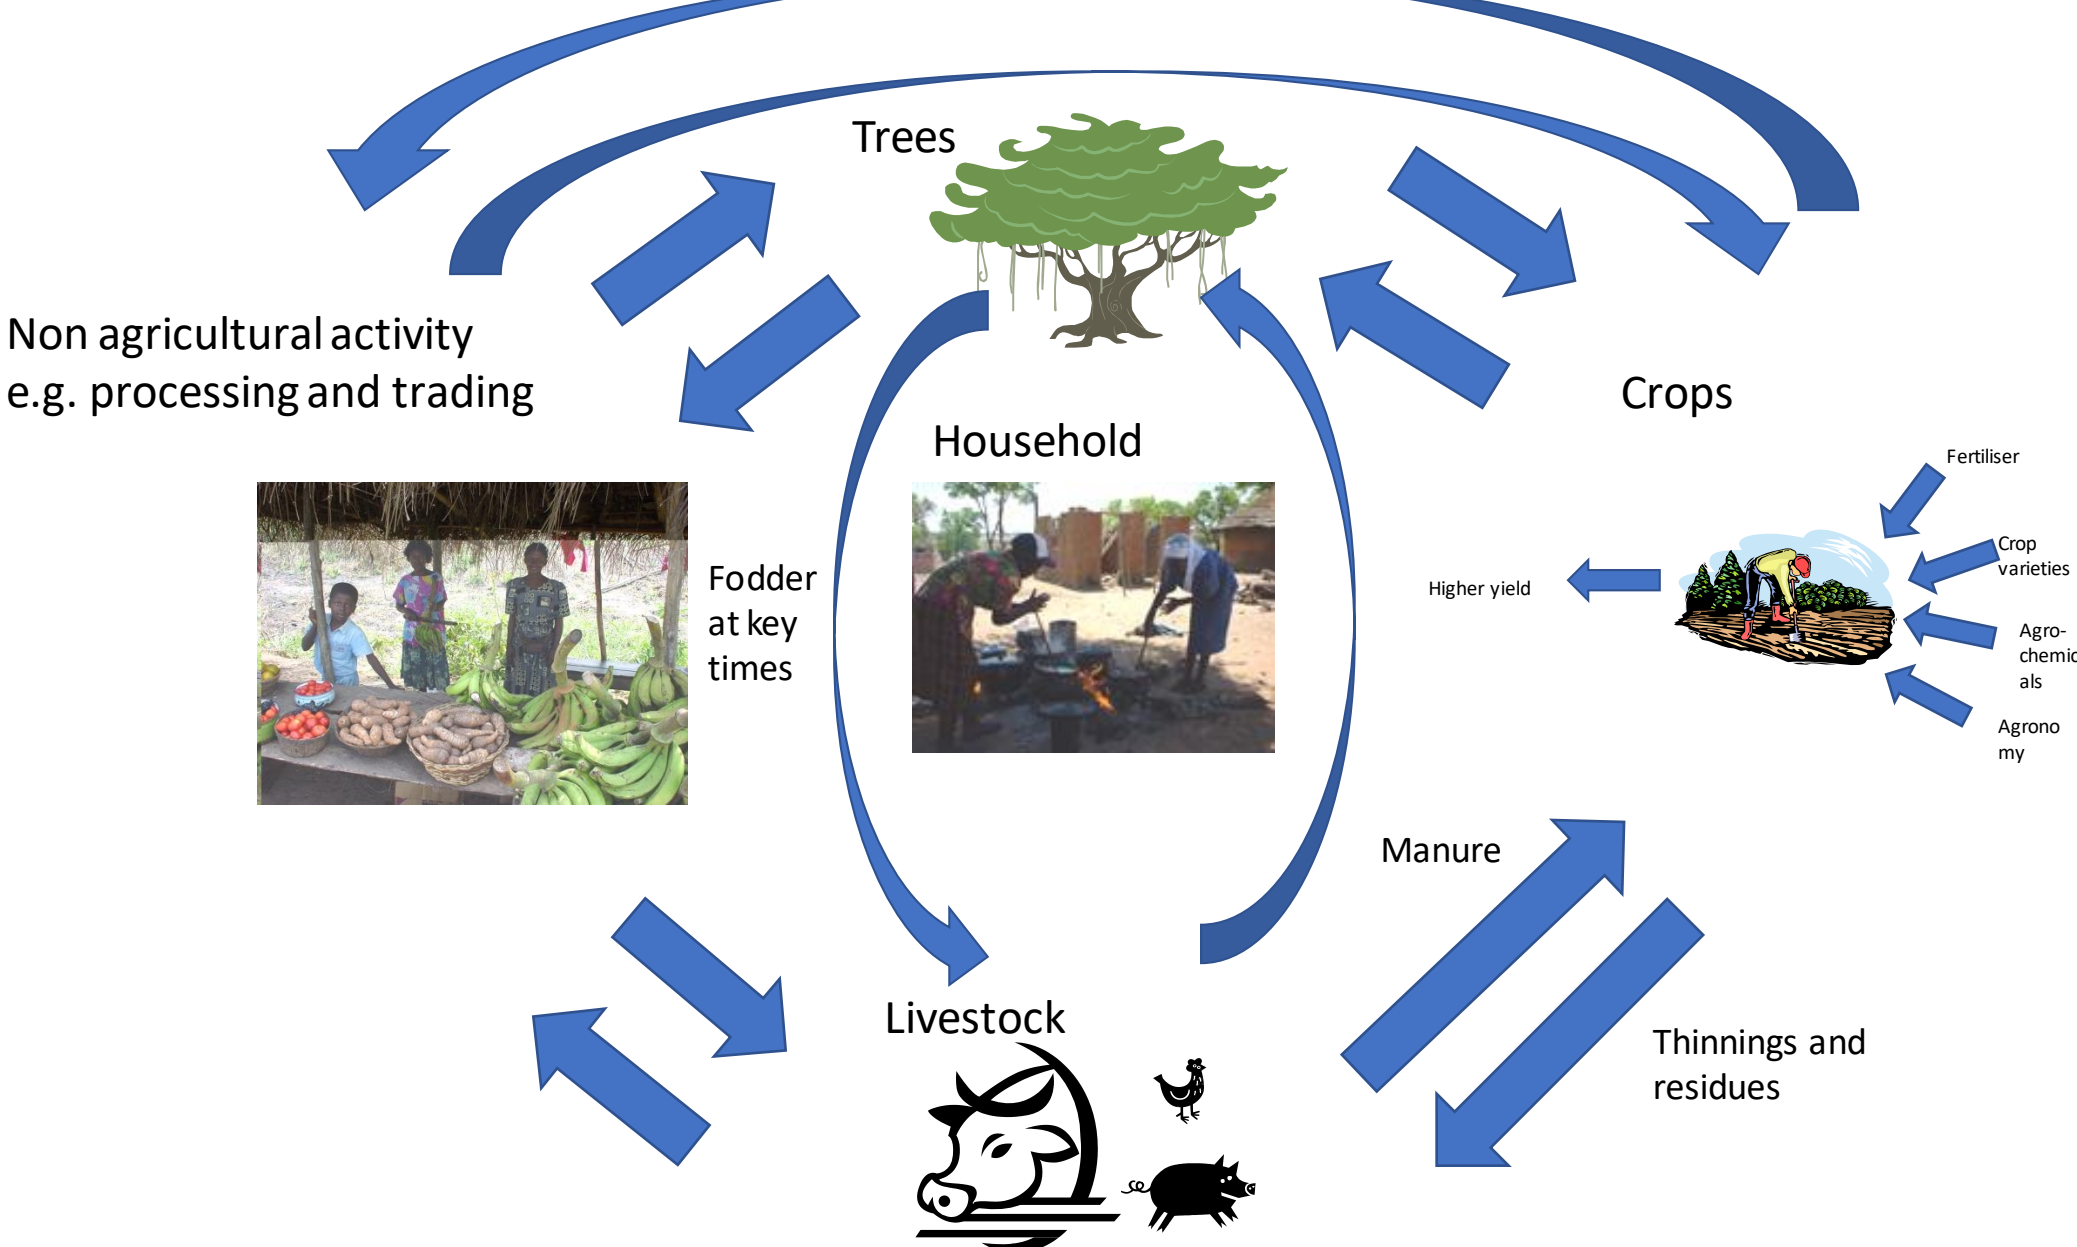 Trees
Non agricultural activity
e.g. processing and trading
Crops
Household
Fertiliser
Crop
varieties
Fodder
at key
times
Higher yield
Agro-
chemic
als
Agrono
my
Manure
Livestock
Thinnings and
residues